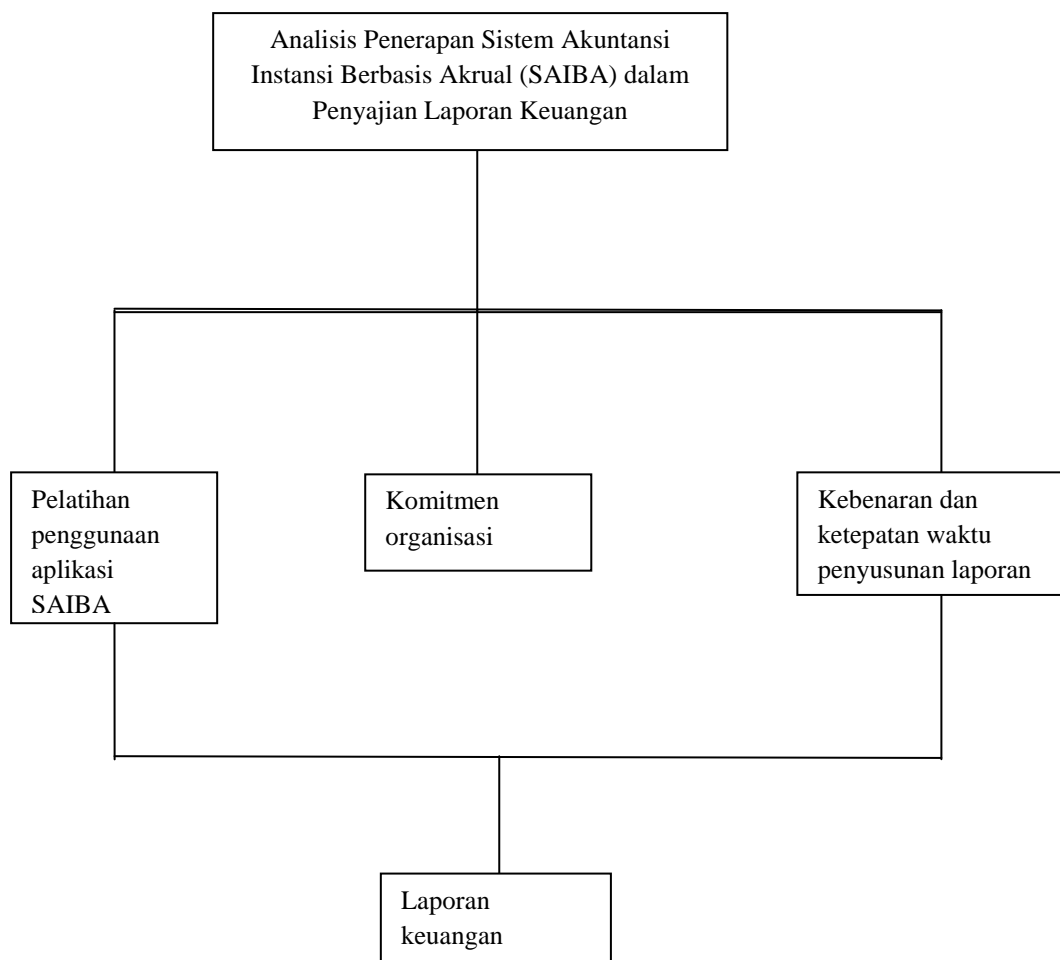 Analisis Penerapan Sistem Akuntansi
Instansi Berbasis Akrual (SAIBA) dalam
Penyajian Laporan Keuangan
Pelatihan
penggunaan
aplikasi
SAIBA
Komitmen
organisasi
Kebenaran dan
ketepatan waktu
penyusunan laporan
Laporan
keuangan